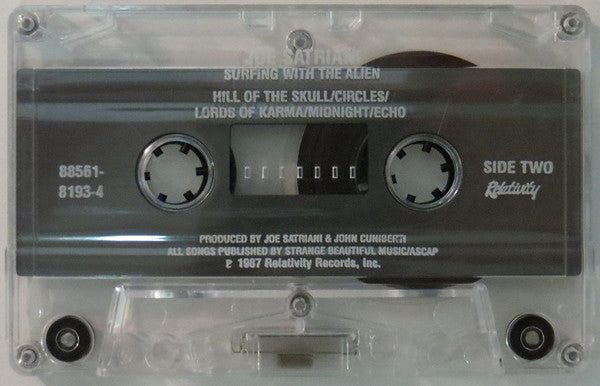 JOE SATRIANI
SURFING WITH THE ALIEN
HILL OF THE SKULL/CIRCLES/
LORDS OF KARMA/MIDNIGHT/ECHO
88561-
8193-4
SIDE TWO
Relativity
PRODUCED BY JOE SATRIANI & JOHN CUNIBERTI
ALL SONGS PUBLISHED BY STRANGE BEAUTIFUL MUSIC/ASCAP
℗ 1987 Relativity Records, Inc.